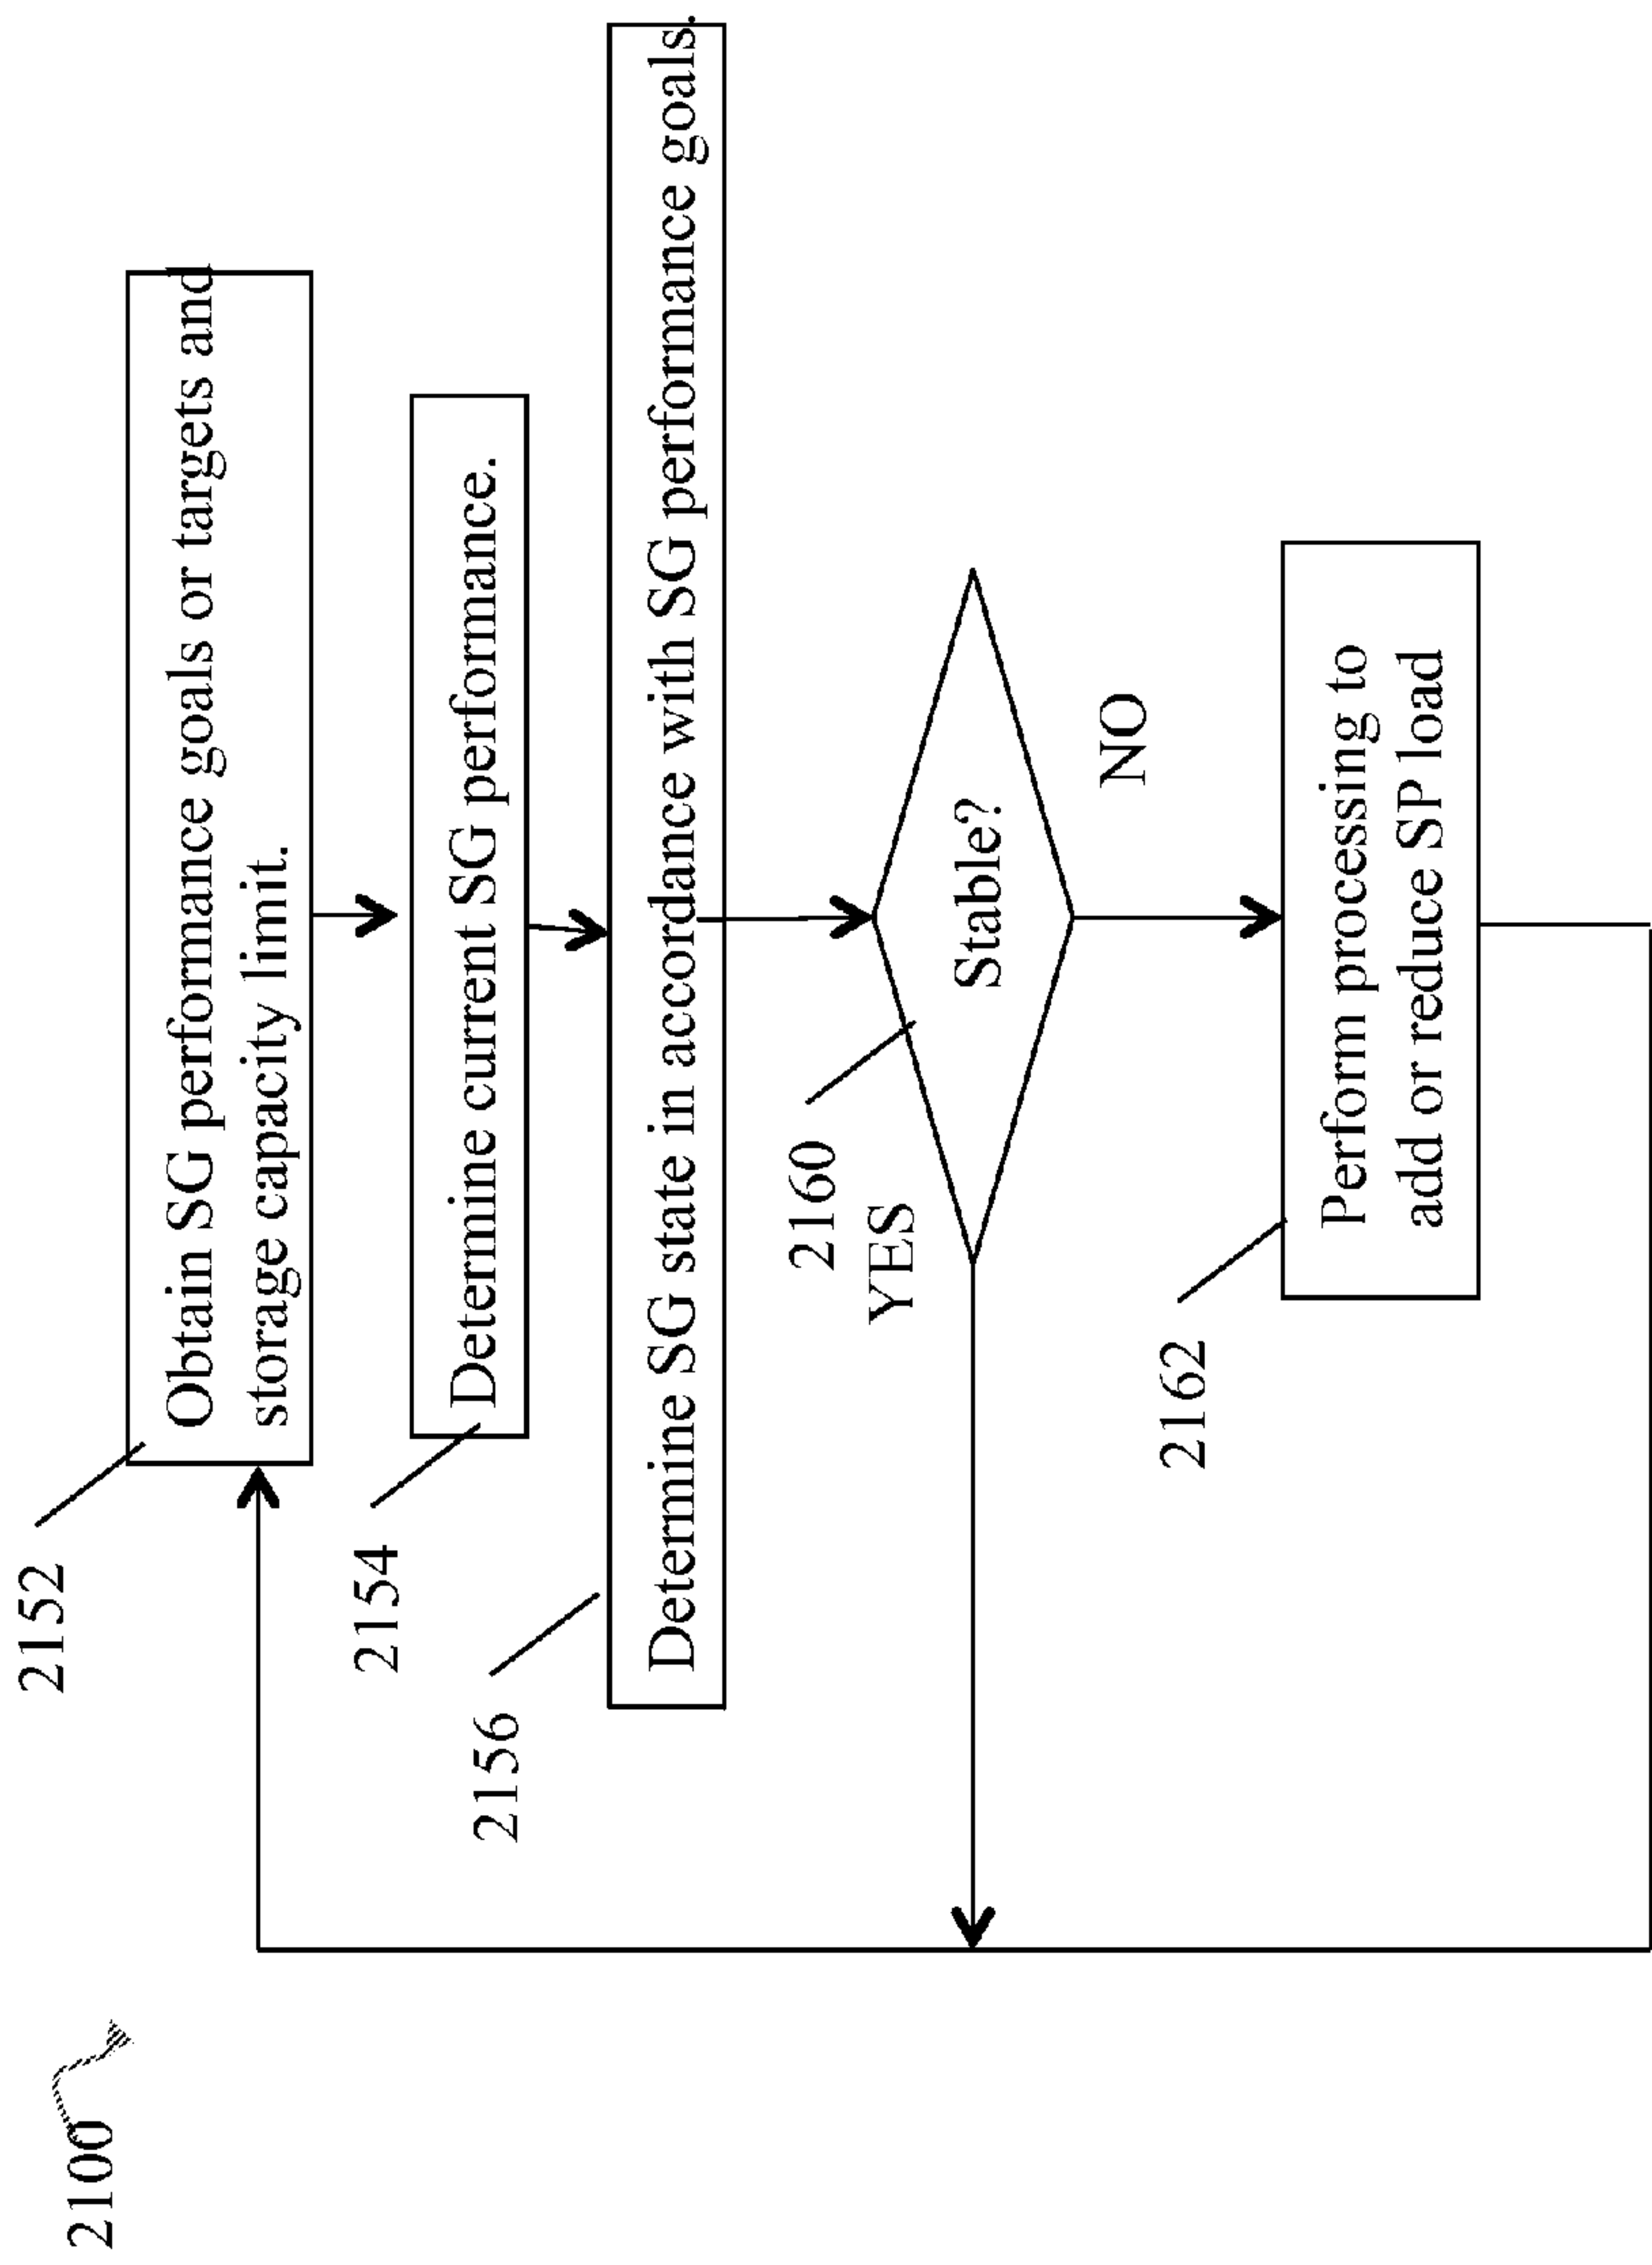 2100
2152
Obtain SG performance goals or targets and
storage capacity limit.
2154
Determine current SG performance.
2156
Determine SG state in accordance with SG performance goals.
2160
Stable?
YES
NO
2162
Perform processing to
add or reduce SP load